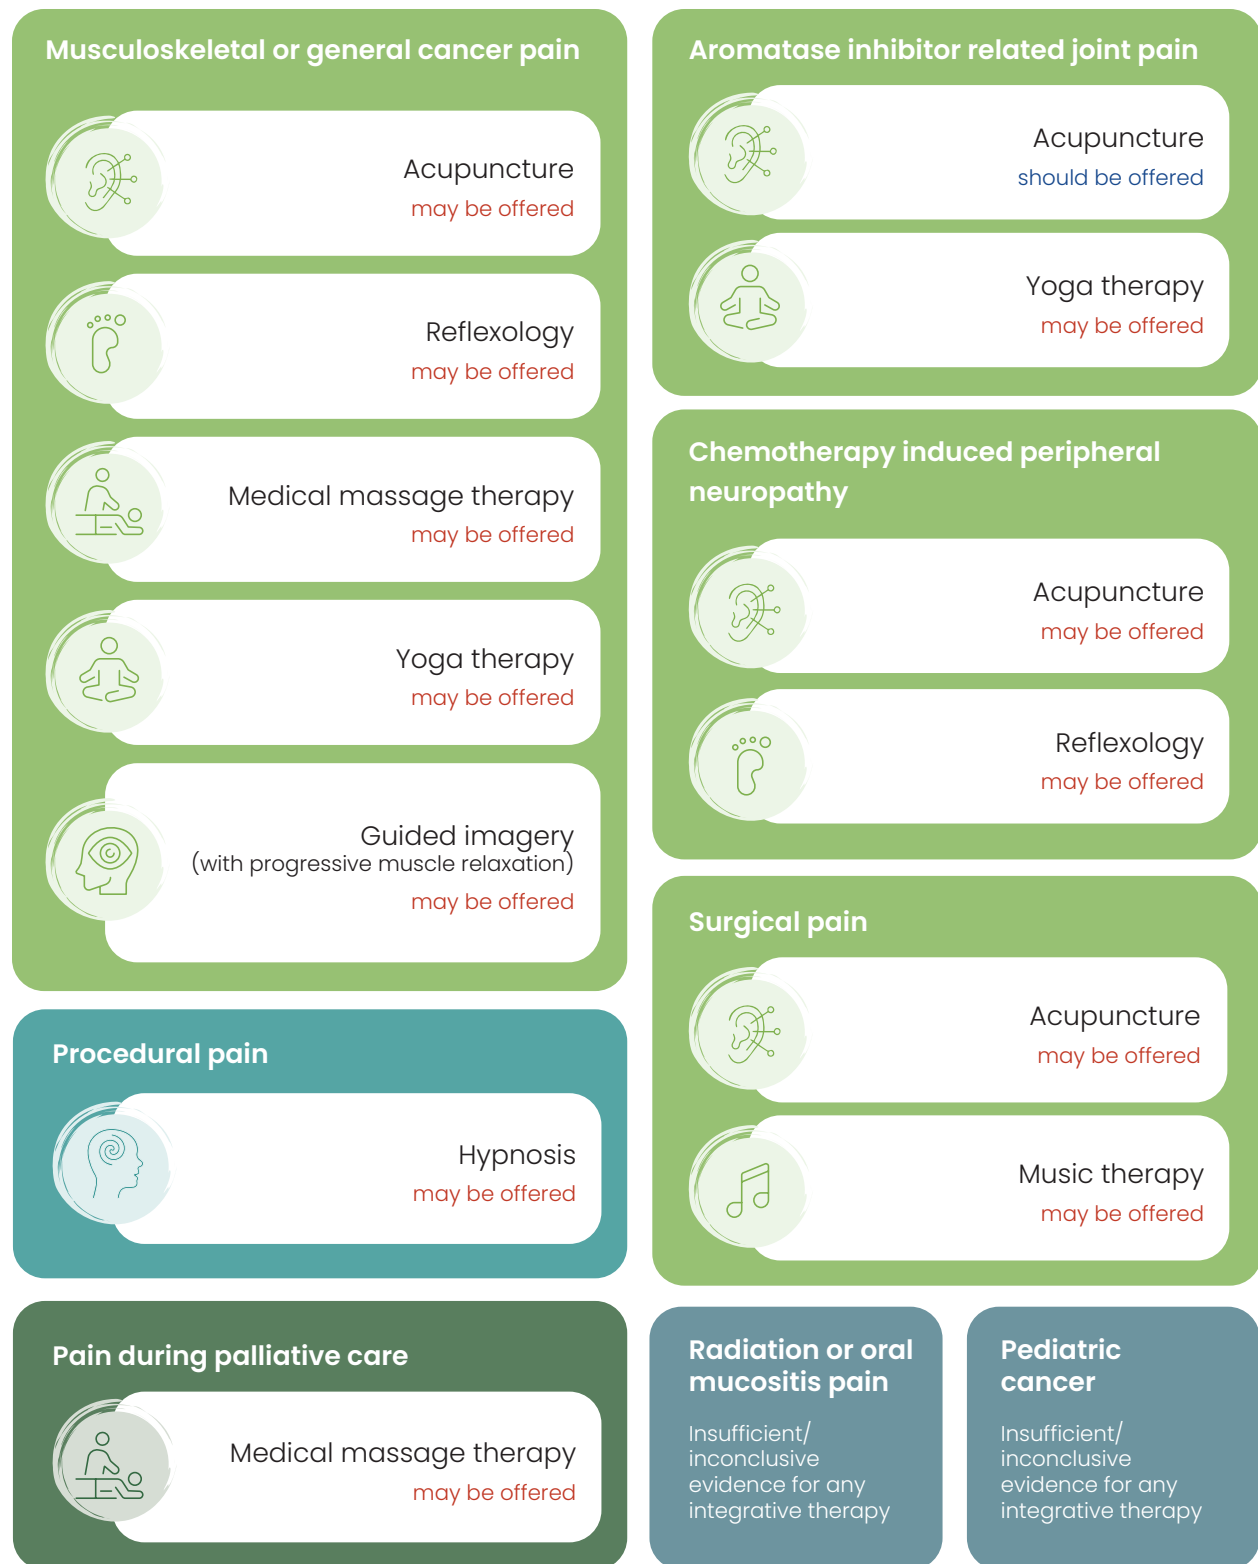 Musculoskeletal or general cancer pain
Acupuncture
may be offered
Reflexology
may be offered
Medical massage therapy
may be offered
Yoga therapy
may be offered
Guided imagery
(with progressive muscle relaxation)
may be offered
Procedural pain
Hypnosis
may be offered
Pain during palliative care
Medical massage therapy
may be offered
Aromatase inhibitor related joint pain
Acupuncture
should be offered
Yoga therapy
may be offered
Chemotherapy induced peripheral
neuropathy
Acupuncture
may be offered
Reflexology
may be offered
Surgical pain
Acupuncture
may be offered
Music therapy
may be offered
Radiation or oral
mucositis pain
Insufficient/
inconclusive
evidence for any
integrative therapy
Pediatric
cancer
Insufficient/
inconclusive
evidence for any
integrative therapy